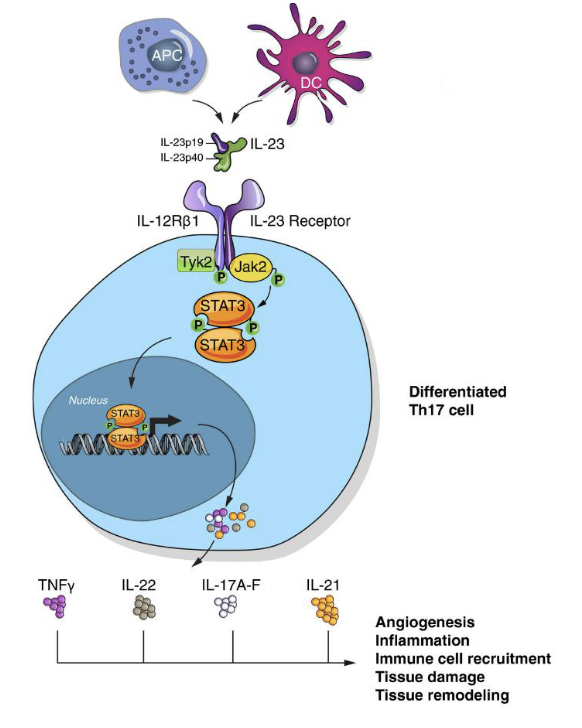 APC
DC
IL-23p19
IL-23
IL-23p40
IL-12Rβ1
IL-23 Receptor
Tyk2
Jak2
P
P
STAT3
P
P
STAT3
Nucleus
STAT3
P
P
STAT3
Differentiated
Th17 cell
TNFγ
IL-22
IL-17A-F
IL-21
Angiogenesis
Inflammation
Immune cell recruitment
Tissue damage
Tissue remodeling